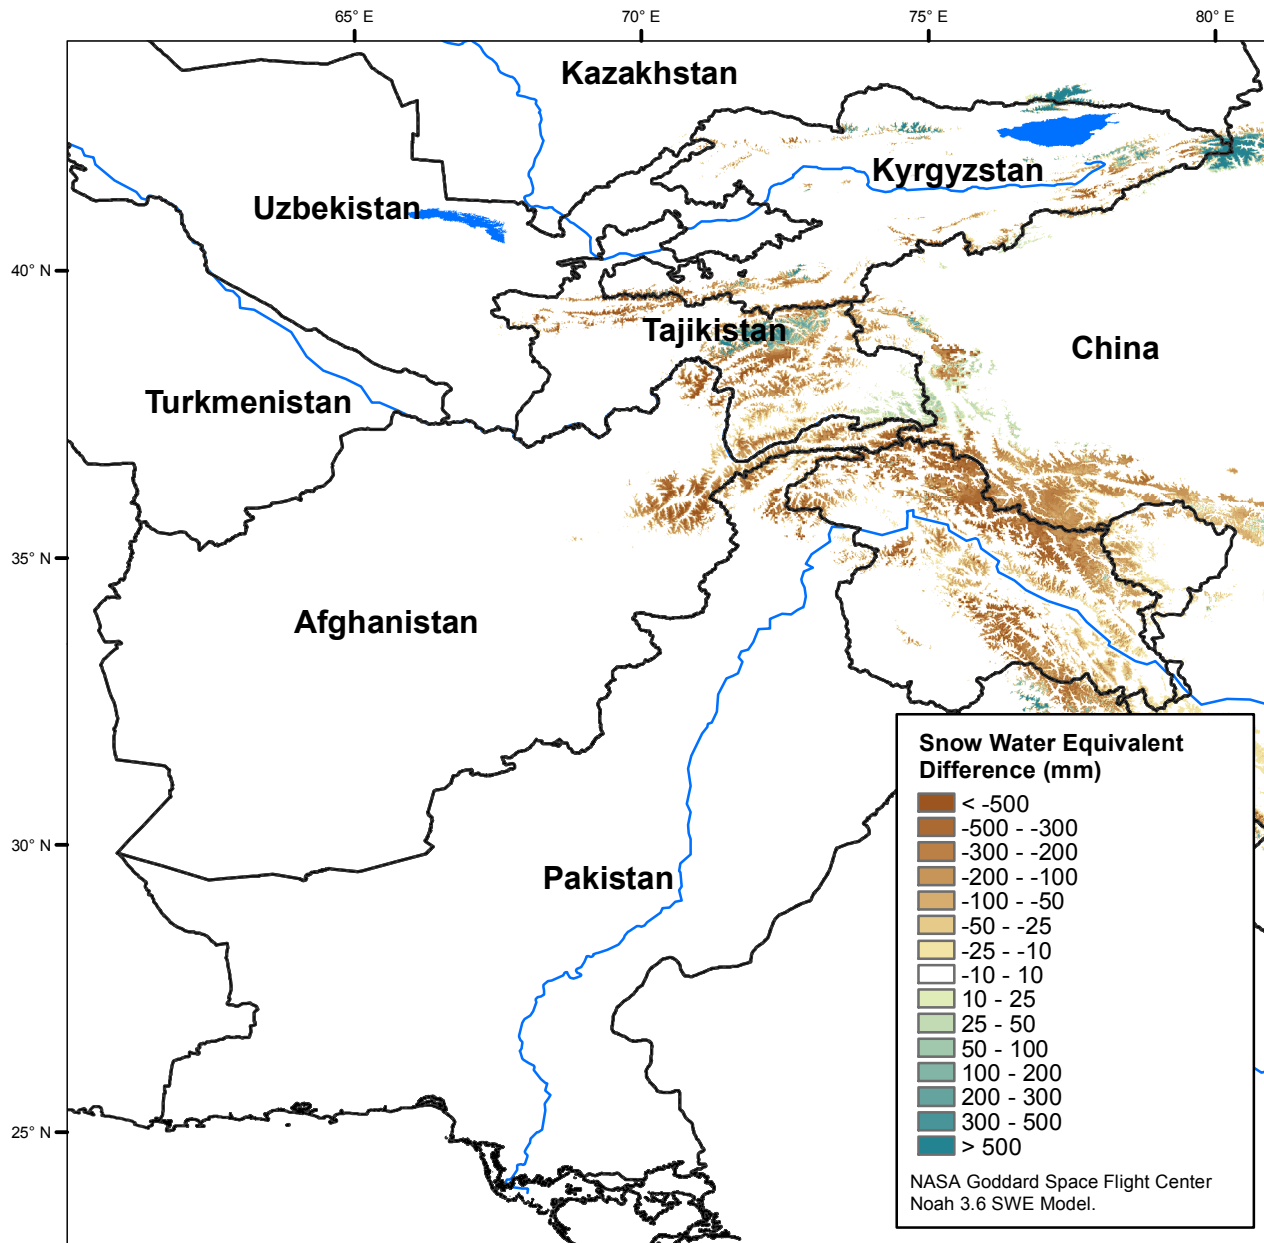 65° E
70° E
75° E
80° E
Kazakhstan
Kyrgyzstan
Uzbekistan
40° N
Tajikistan
China
Turkmenistan
35° N
Afghanistan
30° N
Pakistan
25° N
Snow Water Equivalent
Difference (mm)
< -500
-500 - -300
-300 - -200
-200 - -100
-100 - -50
-50 - -25
-25 - -10
-10 - 10
10 - 25
25 - 50
50 - 100
100 - 200
200 - 300
300 - 500
> 500
NASA Goddard Space Flight Center
Noah 3.6 SWE Model.